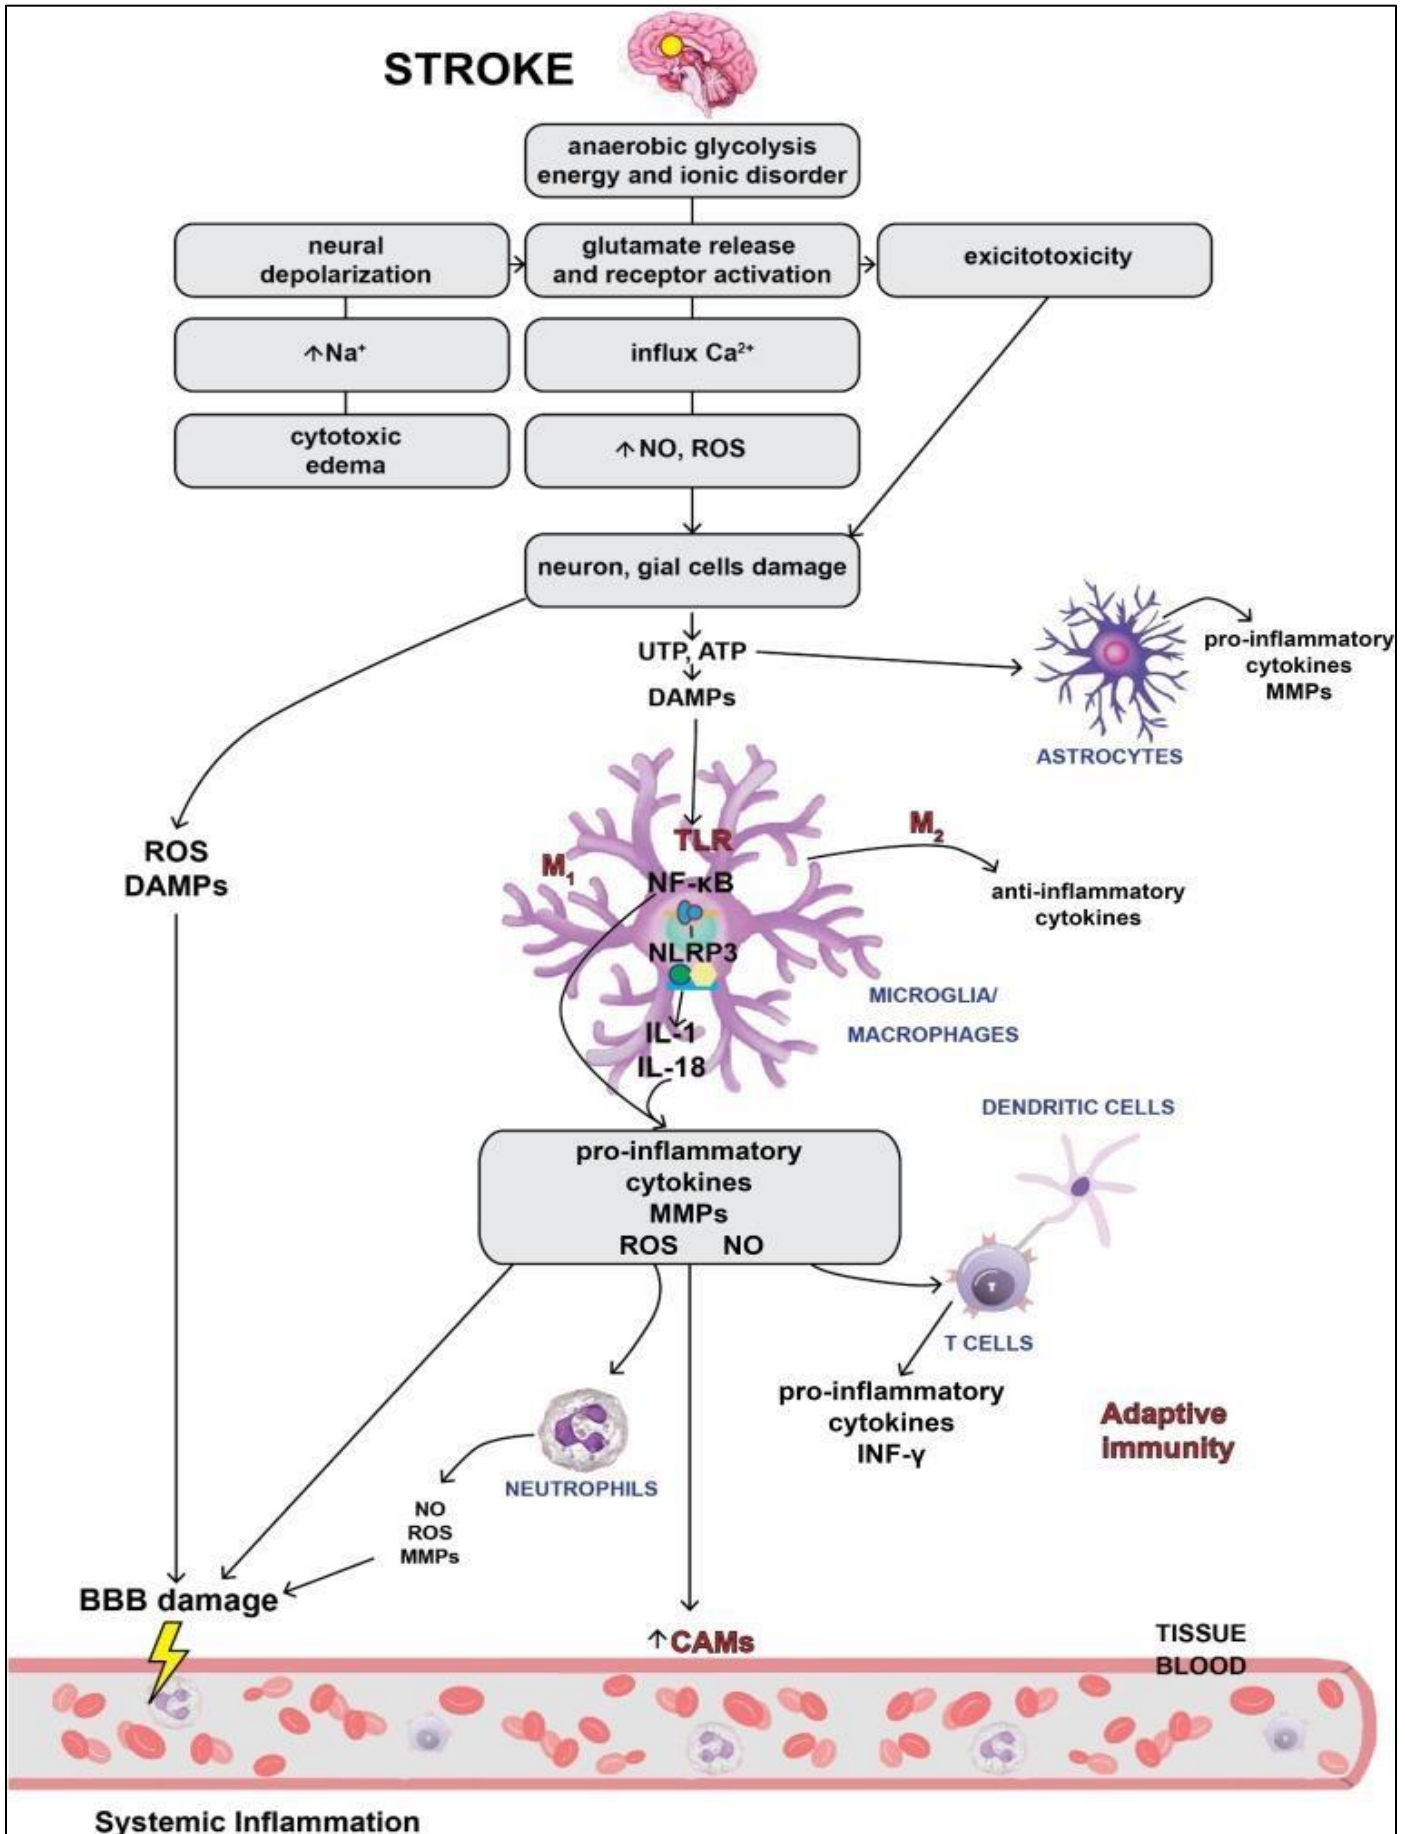 STROKE
anaerobic glycolysis
energy and ionic disorder
neural
depolarization
glutamate release
and receptor activation
exicitotoxicity
↑Na⁺
influx Ca²⁺
cytotoxic
edema
↑NO, ROS
neuron, gial cells damage
UTP, ATP
DAMPs
pro-inflammatory
cytokines
MMPs
ASTROCYTES
ROS
DAMPs
TLR
M₁
NF-κB
NLRP3
IL-1
IL-18
M₂
anti-inflammatory
cytokines
MICROGLIA/
MACROPHAGES
DENDRITIC CELLS
pro-inflammatory
cytokines
MMPs
ROS NO
T
T CELLS
pro-inflammatory
cytokines
INF-γ
Adaptive
immunity
NEUTROPHILS
NO
ROS
MMPs
BBB damage
↑CAMs
TISSUE
BLOOD
Systemic Inflammation